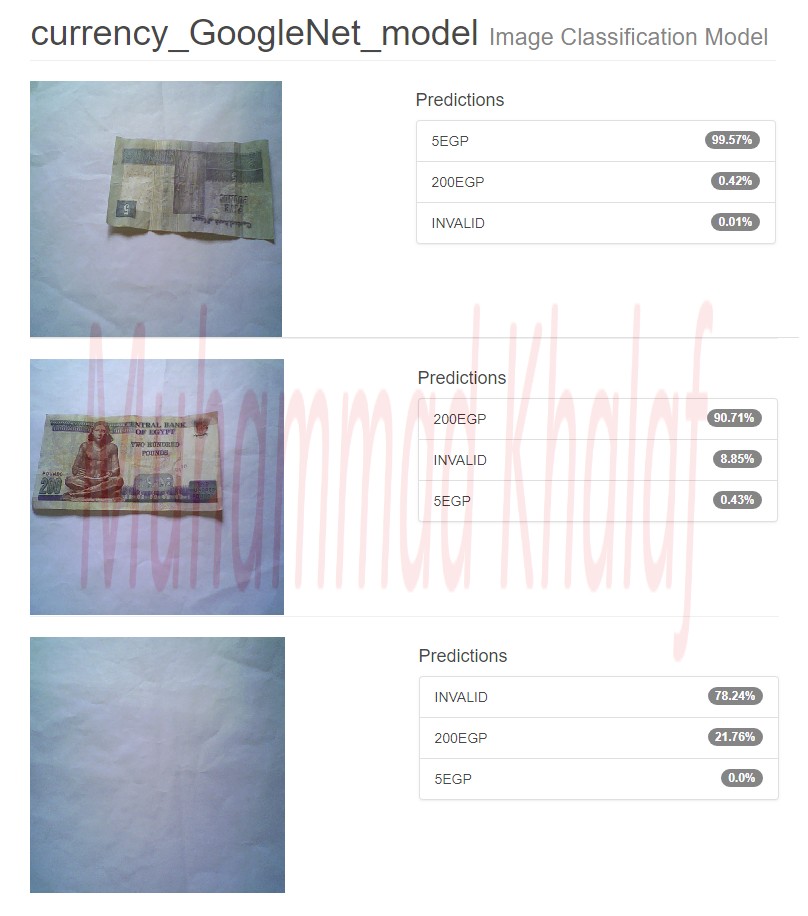 currency_GoogleNet_model Image Classification Model
Predictions
5EGP 99.57%
200EGP 0.42%
INVALID 0.01%
5
Predictions
200EGP 90.71%
INVALID 8.85%
5EGP 0.43%
CENTRAL BANK
OF EGYPT
TWO HUNDRED
POUNDS
POUNDS
200
Predictions
INVALID 78.24%
200EGP 21.76%
5EGP 0.0%
Muhammad Khalaf